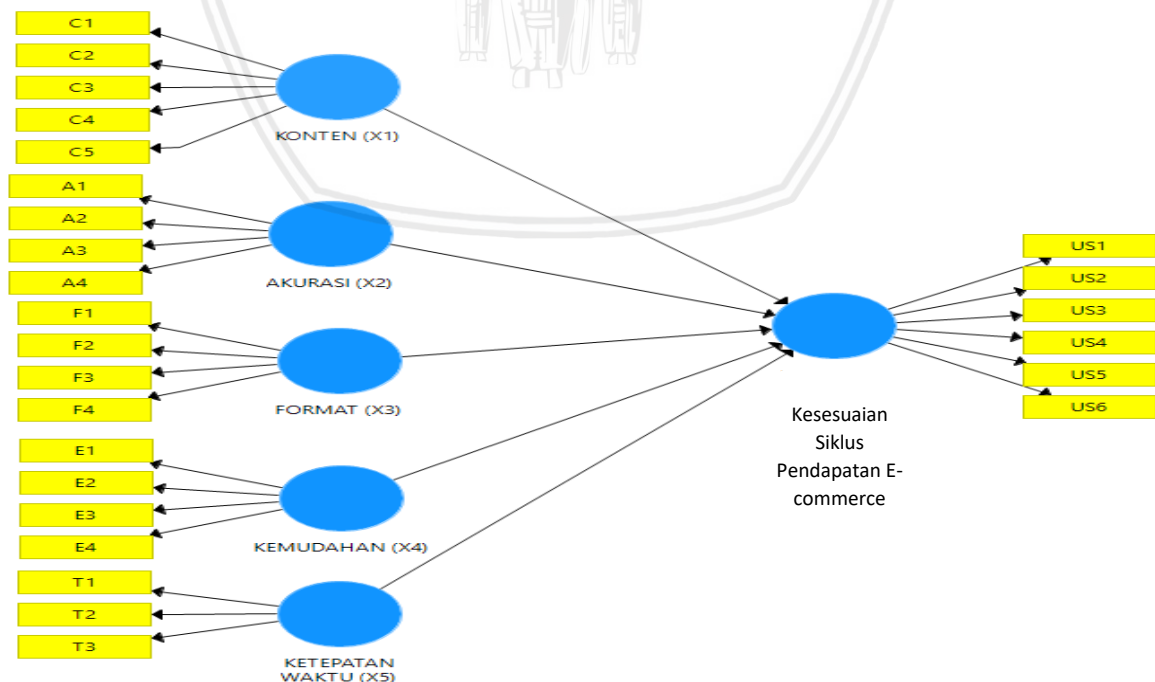 C1
C2
C3
C4
C5
KONTEN (X1)
A1
A2
A3
A4
AKURASI (X2)
F1
F2
F3
F4
FORMAT (X3)
E1
E2
E3
E4
KEMUDAHAN (X4)
T1
T2
T3
KETEPATAN
WAKTU (X5)
Kesesuaian
Siklus
Pendapatan E-
commerce
US1
US2
US3
US4
US5
US6